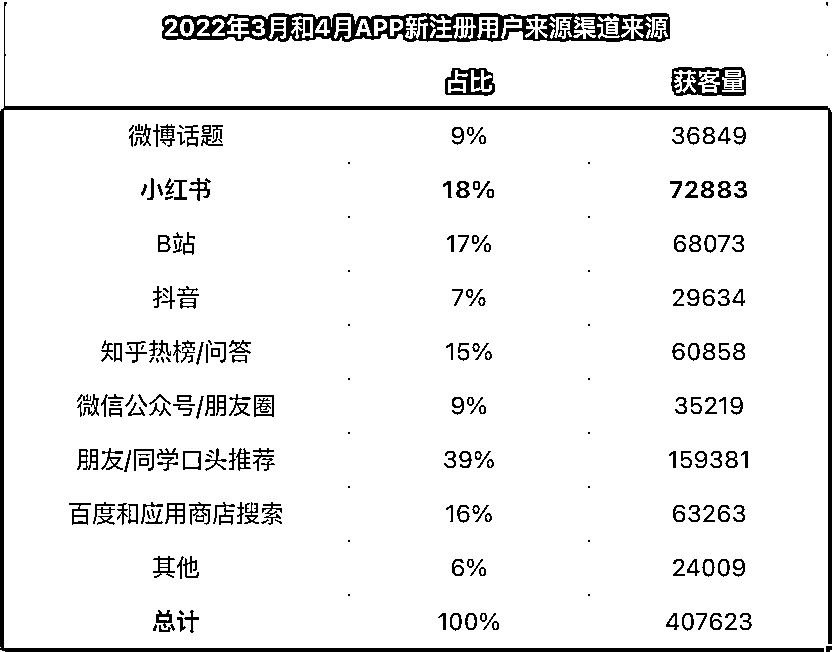 2022年3月和4月APP新注册用户来源渠道来源
占比 获客量
微博话题 9% 36849
小红书 18% 72883
B站 17% 68073
抖音 7% 29634
知乎热榜/问答 15% 60858
微信公众号/朋友圈 9% 35219
朋友/同学口头推荐 39% 159381
百度和应用商店搜索 16% 63263
其他 6% 24009
总计 100% 407623